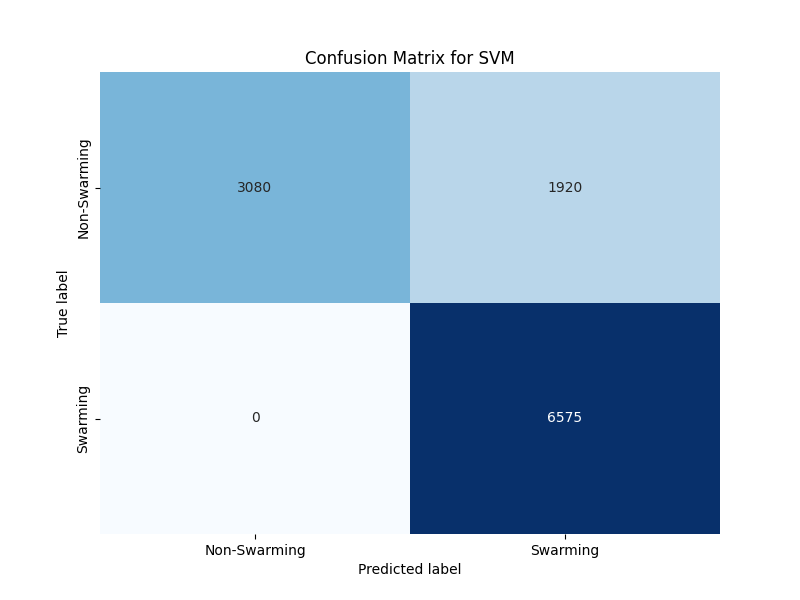 Confusion Matrix for SVM
Non-Swarming
3080
1920
True label
Swarming
0
6575
Non-Swarming
Swarming
Predicted label